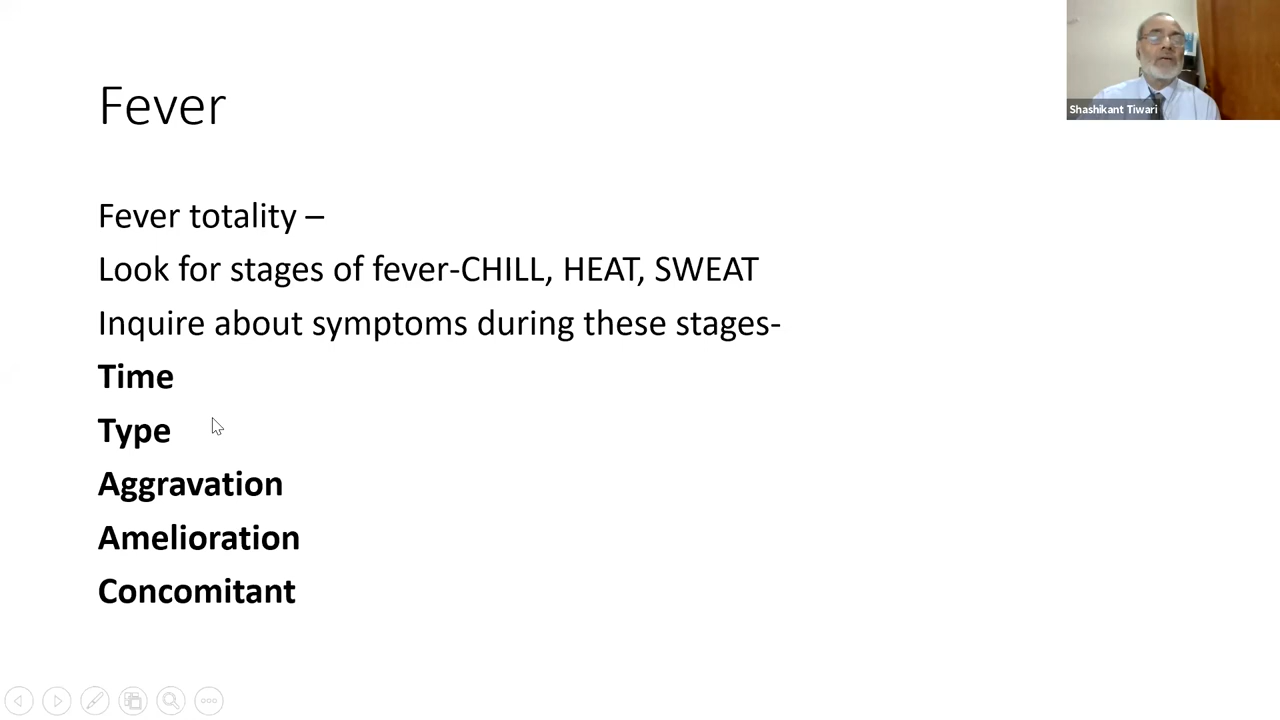 Shashikant Tiwari
Fever
Fever totality –
Look for stages of fever-CHILL, HEAT, SWEAT
Inquire about symptoms during these stages-
Time
Type
Aggravation
Amelioration
Concomitant